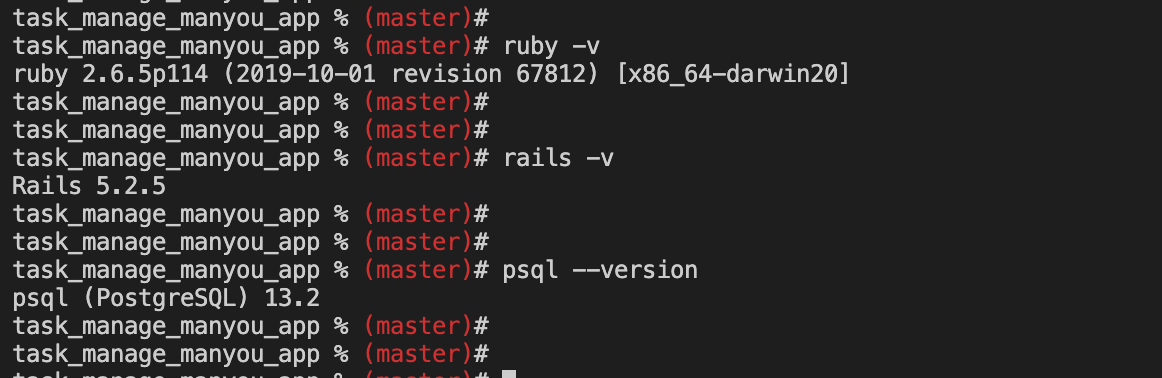 task_manage_manyou_app % (master)#
task_manage_manyou_app % (master)# ruby -v
ruby 2.6.5p114 (2019-10-01 revision 67812) [x86_64-darwin20]
task_manage_manyou_app % (master)#
task_manage_manyou_app % (master)#
task_manage_manyou_app % (master)# rails -v
Rails 5.2.5
task_manage_manyou_app % (master)#
task_manage_manyou_app % (master)#
task_manage_manyou_app % (master)# psql --version
psql (PostgreSQL) 13.2
task_manage_manyou_app % (master)#
task_manage_manyou_app % (master)#
task_manage_manyou_app % (master)#